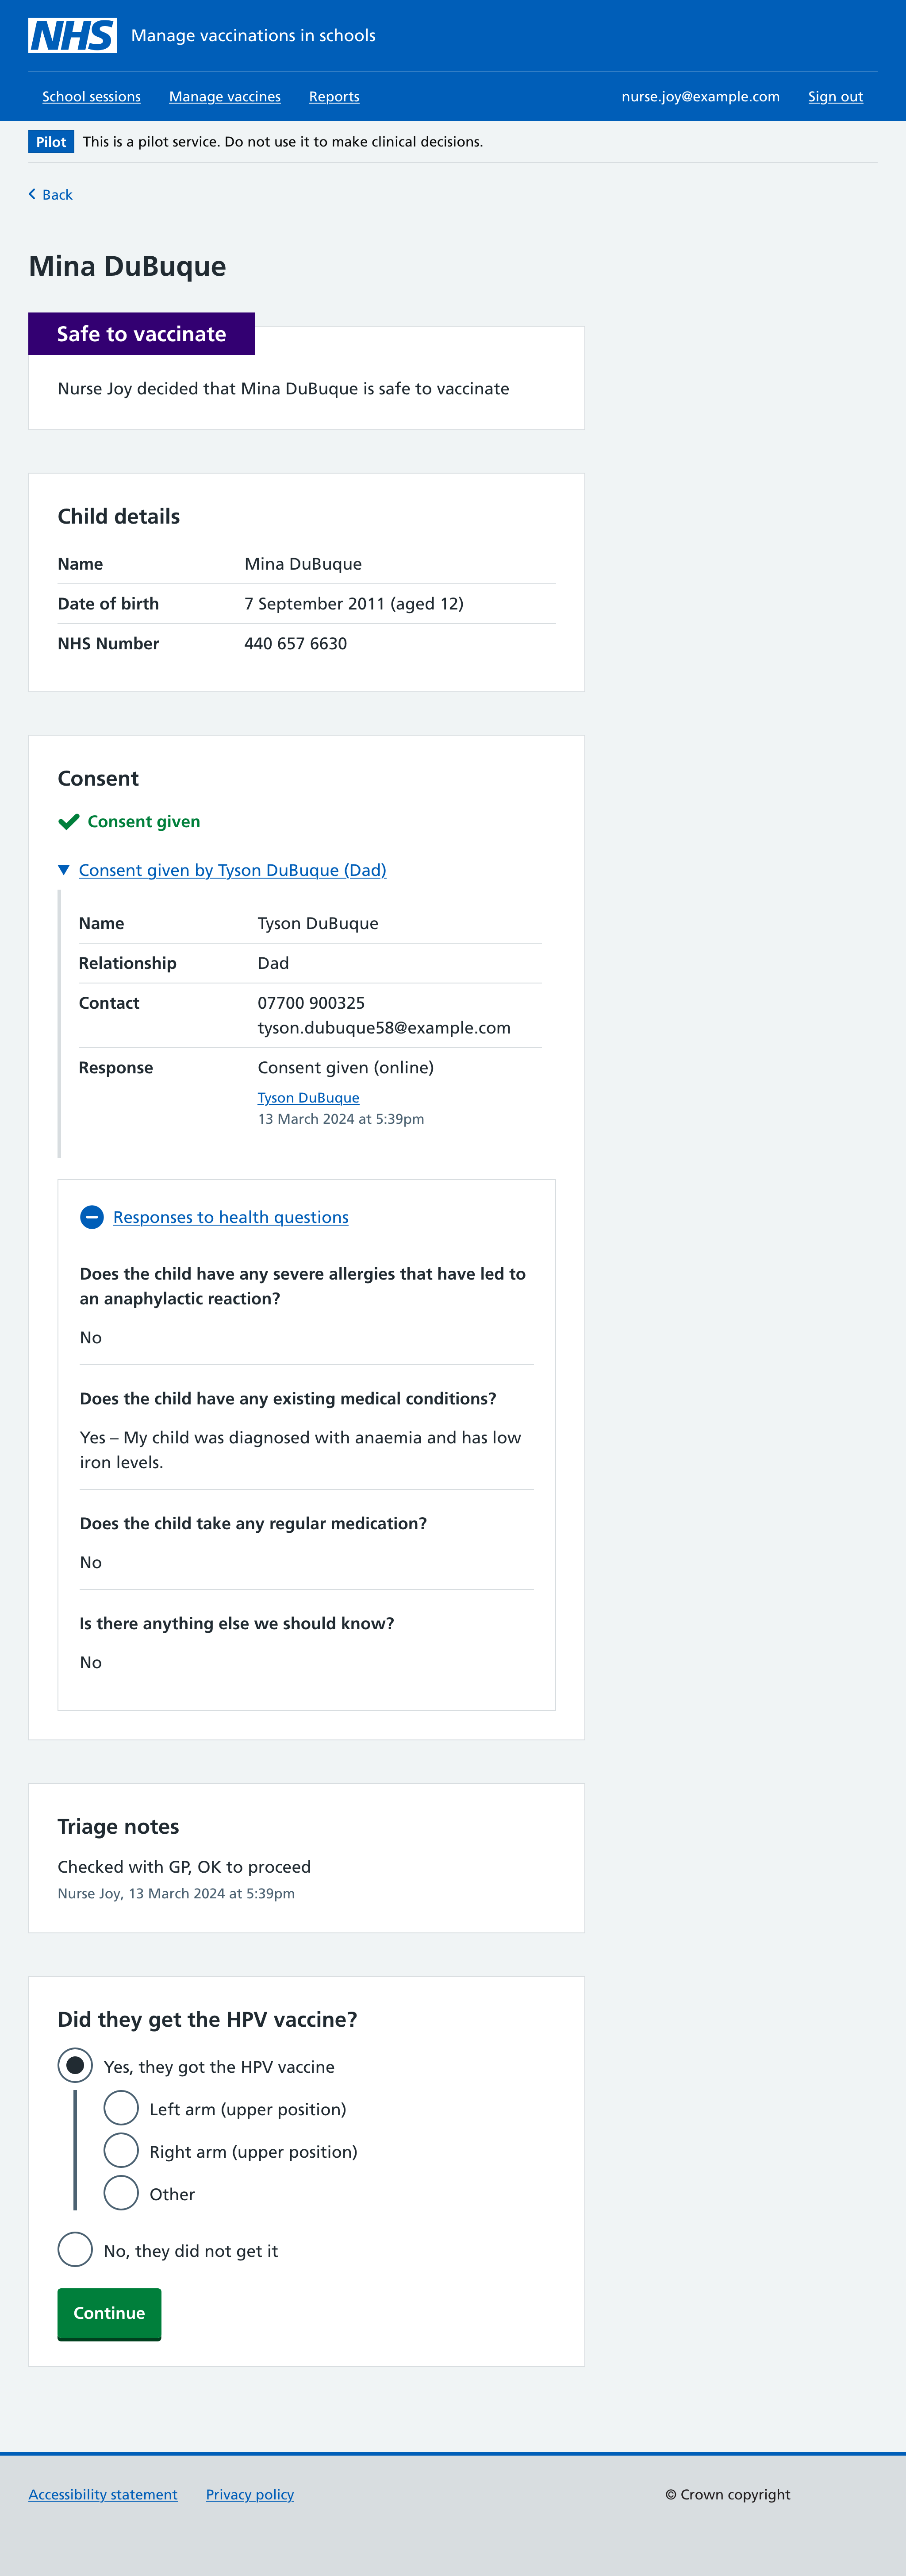 NHS Manage vaccinations in schools
School sessions Manage vaccines Reports nurse.joy@example.com Sign out
Pilot This is a pilot service. Do not use it to make clinical decisions.
Back
Mina DuBuque
Safe to vaccinate
Nurse Joy decided that Mina DuBuque is safe to vaccinate
Child details
Name Mina DuBuque
Date of birth 7 September 2011 (aged 12)
NHS Number 440 657 6630
Consent
Consent given
Consent given by Tyson DuBuque (Dad)
Name Tyson DuBuque
Relationship Dad
Contact 07700 900325
tyson.dubuque58@example.com
Response Consent given (online)
Tyson DuBuque
13 March 2024 at 5:39pm
Responses to health questions
Does the child have any severe allergies that have led to
an anaphylactic reaction?
No
Does the child have any existing medical conditions?
Yes – My child was diagnosed with anaemia and has low
iron levels.
Does the child take any regular medication?
No
Is there anything else we should know?
No
Triage notes
Checked with GP, OK to proceed
Nurse Joy, 13 March 2024 at 5:39pm
Did they get the HPV vaccine?
Yes, they got the HPV vaccine
Left arm (upper position)
Right arm (upper position)
Other
No, they did not get it
Continue
Accessibility statement Privacy policy © Crown copyright